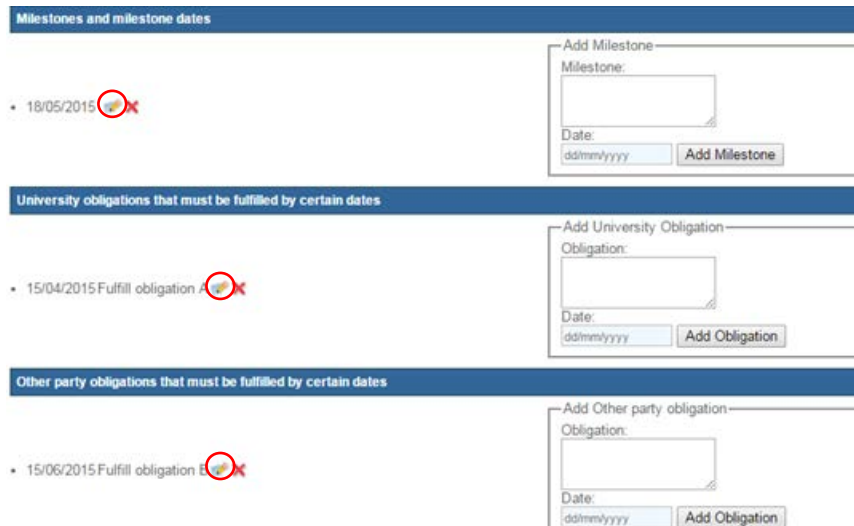 Milestones and milestone dates
Add Milestone
Milestone:
• 18/05/2015
Date:
dd/mm/yyyy Add Milestone
University obligations that must be fulfilled by certain dates
Add University Obligation
Obligation:
• 15/04/2015 Fulfill obligation A
Date:
dd/mm/yyyy Add Obligation
Other party obligations that must be fulfilled by certain dates
Add Other party obligation
Obligation:
• 15/06/2015 Fulfill obligation B
Date:
dd/mm/yyyy Add Obligation